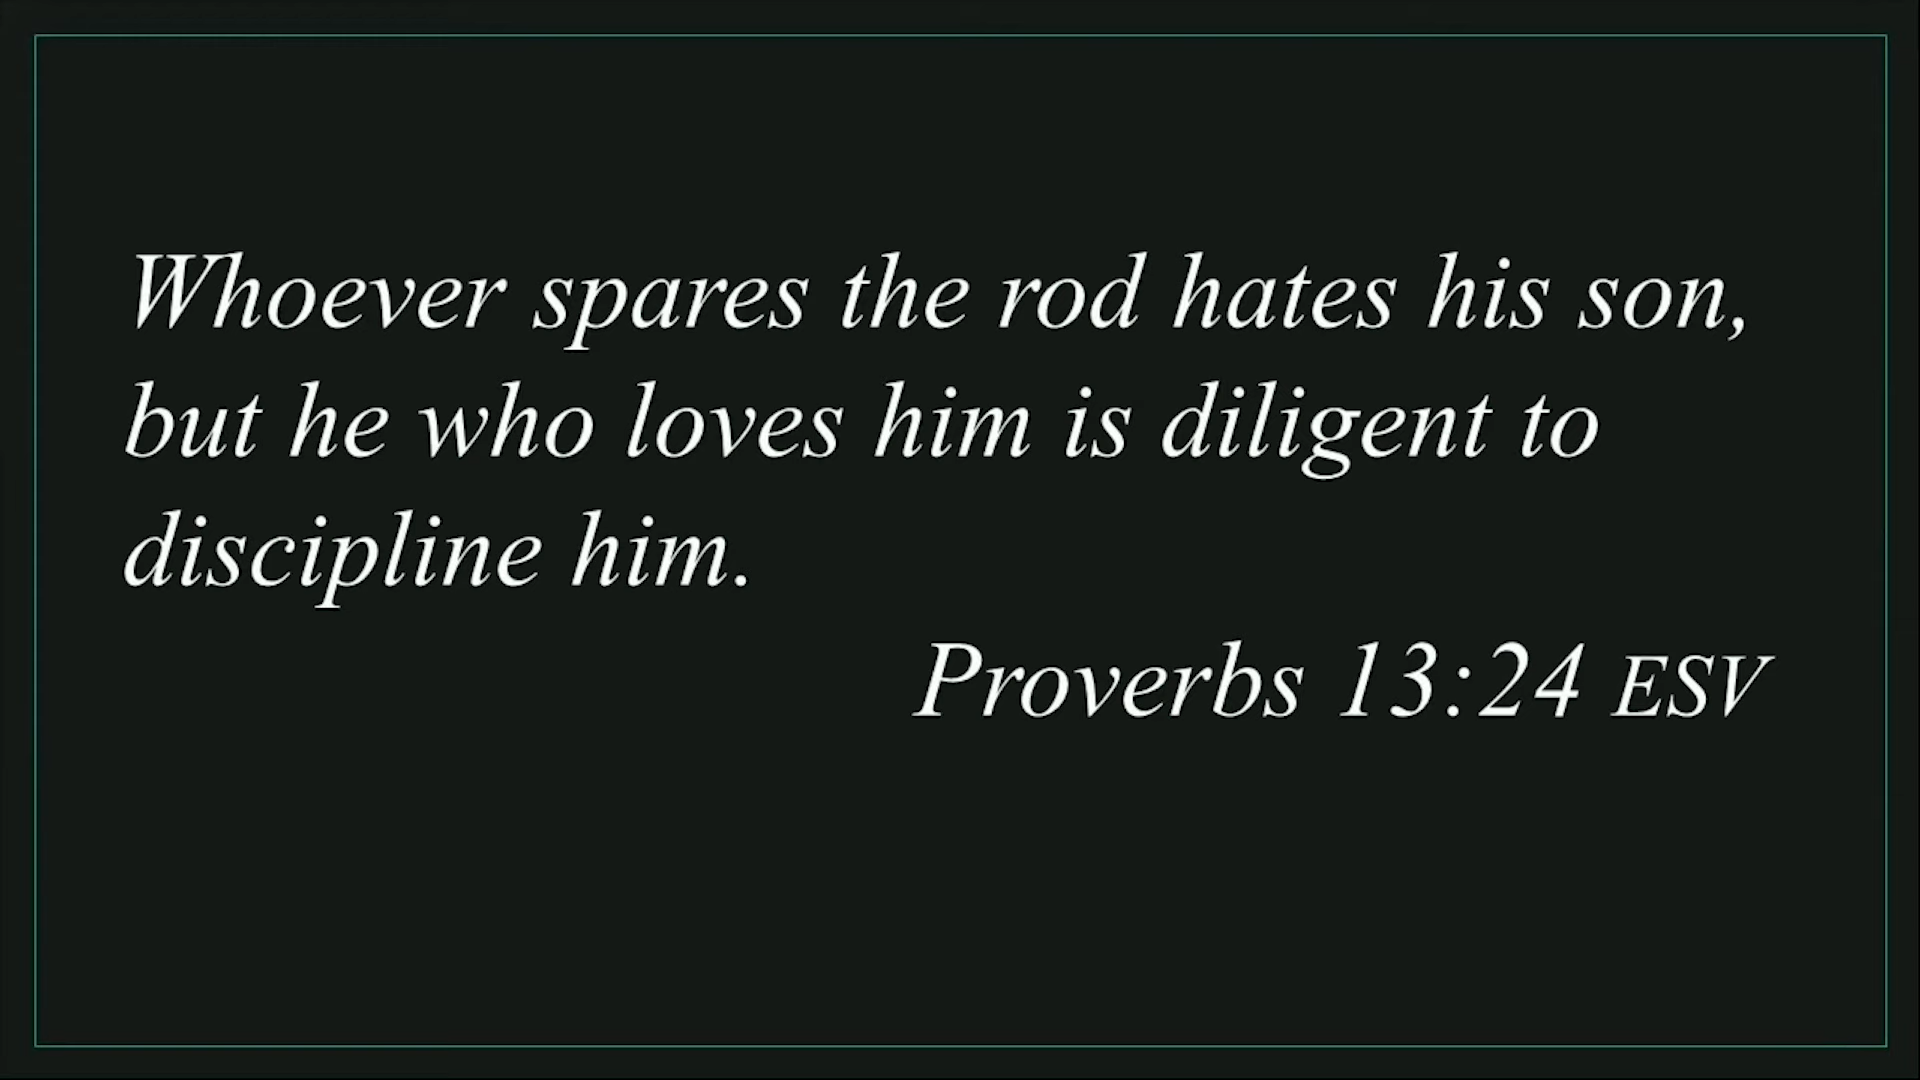 Whoever spares the rod hates his son,
but he who loves him is diligent to
discipline him.
Proverbs 13:24 ESV